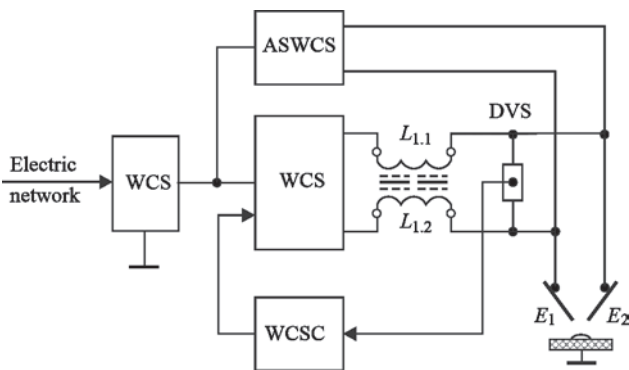 ASWCS
DVS
L1.1
Electric
network
WCS
WCS
L1.2
E1
E2
WCSC